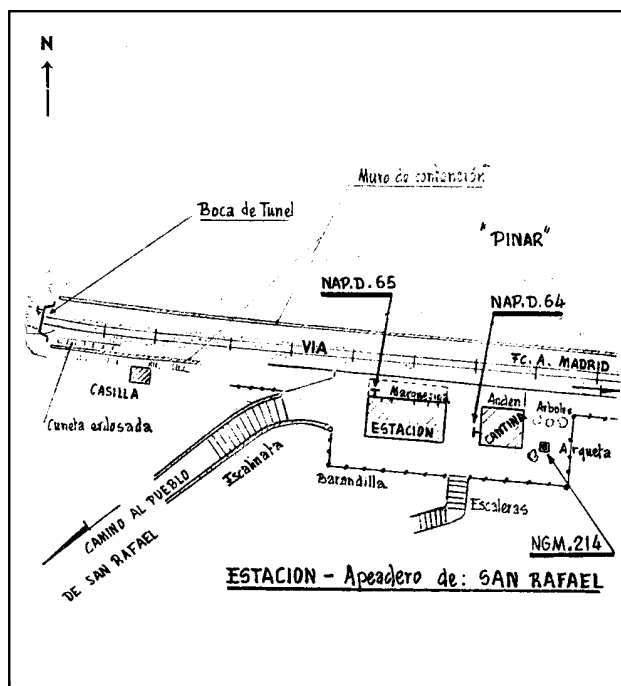 N
Muro de contención
Boca de Tunel
"PINAR"
NAP.D.65
NAP.D.64
VIA
FC. A. MADRID
CASILLA
Cuneta enlosada
Marquesina
ESTACION
Anden
CANTINA
Arboles
Arqueta
Escalinata
Barandilla
Escaleras
CAMINO AL PUEBLO
DE SAN RAFAEL
NGM.214
ESTACION - Apeadero de: SAN RAFAEL